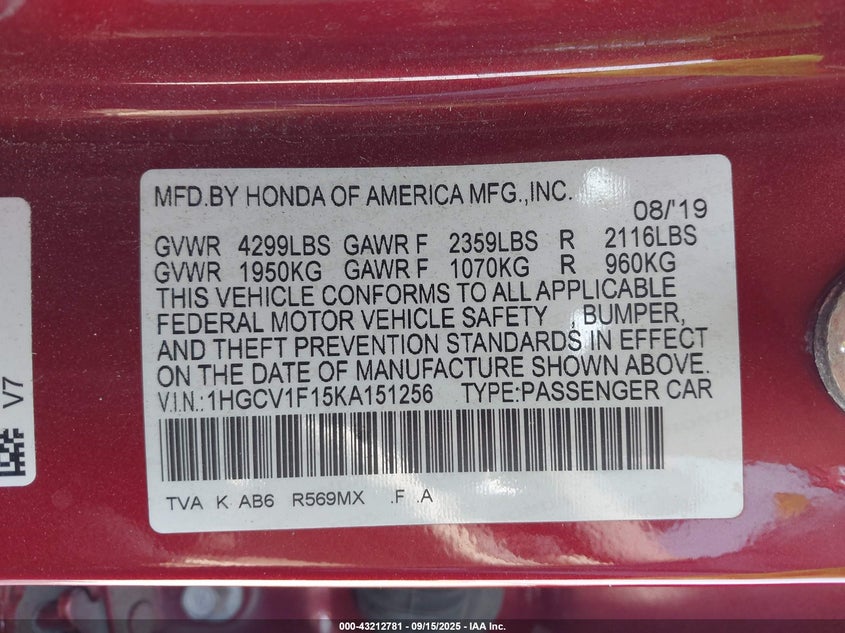 MFD.BY HONDA OF AMERICA MFG.,INC.
08/'19
GVWR 4299LBS GAWR F 2359LBS R 2116LBS
GVWR 1950KG GAWR F 1070KG R 960KG
THIS VEHICLE CONFORMS TO ALL APPLICABLE
FEDERAL MOTOR VEHICLE SAFETY , BUMPER,
AND THEFT PREVENTION STANDARDS IN EFFECT
ON THE DATE OF MANUFACTURE SHOWN ABOVE.
V.I.N.:1HGCV1F15KA151256 TYPE:PASSENGER CAR
TVA K AB6 R569MX .F .A
V7
000-43212781 - 09/15/2025 - IAA Inc.